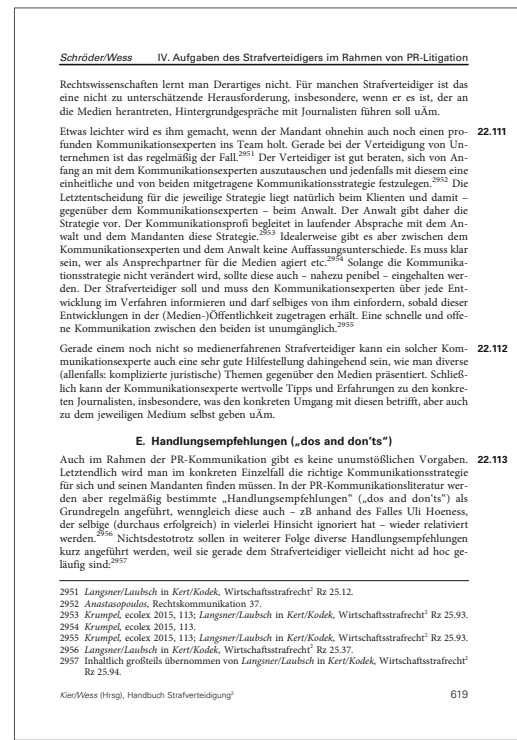 Schröder/Wess IV. Aufgaben des Strafverteidigers im Rahmen von PR-Litigation
Rechtswissenschaften lernt man Derartiges nicht. Für manchen Strafverteidiger ist das
eine nicht zu unterschätzende Herausforderung, insbesondere, wenn er es ist, der an
die Medien herantreten, Hintergrundgespräche mit Journalisten führen soll uÄm.
Etwas leichter wird es ihm gemacht, wenn der Mandant ohnehin auch noch einen pro- 22.111
funden Kommunikationsexperten ins Team holt. Gerade bei der Verteidigung von Un-
ternehmen ist das regelmäßig der Fall.2951 Der Verteidiger ist gut beraten, sich von An-
fang an mit dem Kommunikationsexperten auszutauschen und jedenfalls mit diesem eine
einheitliche und von beiden mitgetragene Kommunikationsstrategie festzulegen.2952 Die
Letztentscheidung für die jeweilige Strategie liegt natürlich beim Klienten und damit –
gegenüber dem Kommunikationsexperten – beim Anwalt. Der Anwalt gibt daher die
Strategie vor. Der Kommunikationsprofi begleitet in laufender Absprache mit dem An-
walt und dem Mandanten diese Strategie.2953 Idealerweise gibt es aber zwischen dem
Kommunikationsexperten und dem Anwalt keine Auffassungsunterschiede. Es muss klar
sein, wer als Ansprechpartner für die Medien agiert etc.2954 Solange die Kommunika-
tionsstrategie nicht verändert wird, sollte diese auch – nahezu penibel – eingehalten wer-
den. Der Strafverteidiger soll und muss den Kommunikationsexperten über jede Ent-
wicklung im Verfahren informieren und darf selbiges von ihm einfordern, sobald dieser
Entwicklungen in der (Medien-)Öffentlichkeit zugetragen erhält. Eine schnelle und offe-
ne Kommunikation zwischen den beiden ist unumgänglich.2955
Gerade einem noch nicht so medienerfahrenen Strafverteidiger kann ein solcher Kom- 22.112
munikationsexperte auch eine sehr gute Hilfestellung dahingehend sein, wie man diverse
(allenfalls: komplizierte juristische) Themen gegenüber den Medien präsentiert. Schließ-
lich kann der Kommunikationsexperte wertvolle Tipps und Erfahrungen zu den konkre-
ten Journalisten, insbesondere, was den konkreten Umgang mit diesen betrifft, aber auch
zu dem jeweiligen Medium selbst geben uÄm.
E. Handlungsempfehlungen („dos and don'ts“)
Auch im Rahmen der PR-Kommunikation gibt es keine unumstößlichen Vorgaben. 22.113
Letztendlich wird man im konkreten Einzelfall die richtige Kommunikationsstrategie
für sich und seinen Mandanten finden müssen. In der PR-Kommunikationsliteratur wer-
den aber regelmäßig bestimmte „Handlungsempfehlungen“ („dos and don'ts“) als
Grundregeln angeführt, wenngleich diese auch – zB anhand des Falles Uli Hoeness,
der selbige (durchaus erfolgreich) in vielerlei Hinsicht ignoriert hat – wieder relativiert
werden.2956 Nichtsdestotrotz sollen in weiterer Folge diverse Handlungsempfehlungen
kurz angeführt werden, weil sie gerade dem Strafverteidiger vielleicht nicht ad hoc ge-
läufig sind:2957
2951 Langsner/Laubsch in Kert/Kodek, Wirtschaftsstrafrecht² Rz 25.12.
2952 Anastasopoulos, Rechtskommunikation 37.
2953 Krumpel, ecolex 2015, 113; Langsner/Laubsch in Kert/Kodek, Wirtschaftsstrafrecht² Rz 25.93.
2954 Krumpel, ecolex 2015, 113.
2955 Krumpel, ecolex 2015, 113; Langsner/Laubsch in Kert/Kodek, Wirtschaftsstrafrecht² Rz 25.93.
2956 Langsner/Laubsch in Kert/Kodek, Wirtschaftsstrafrecht² Rz 25.37.
2957 Inhaltlich großteils übernommen von Langsner/Laubsch in Kert/Kodek, Wirtschaftsstrafrecht²
Rz 25.94.
Kier/Wess (Hrsg), Handbuch Strafverteidigung² 619